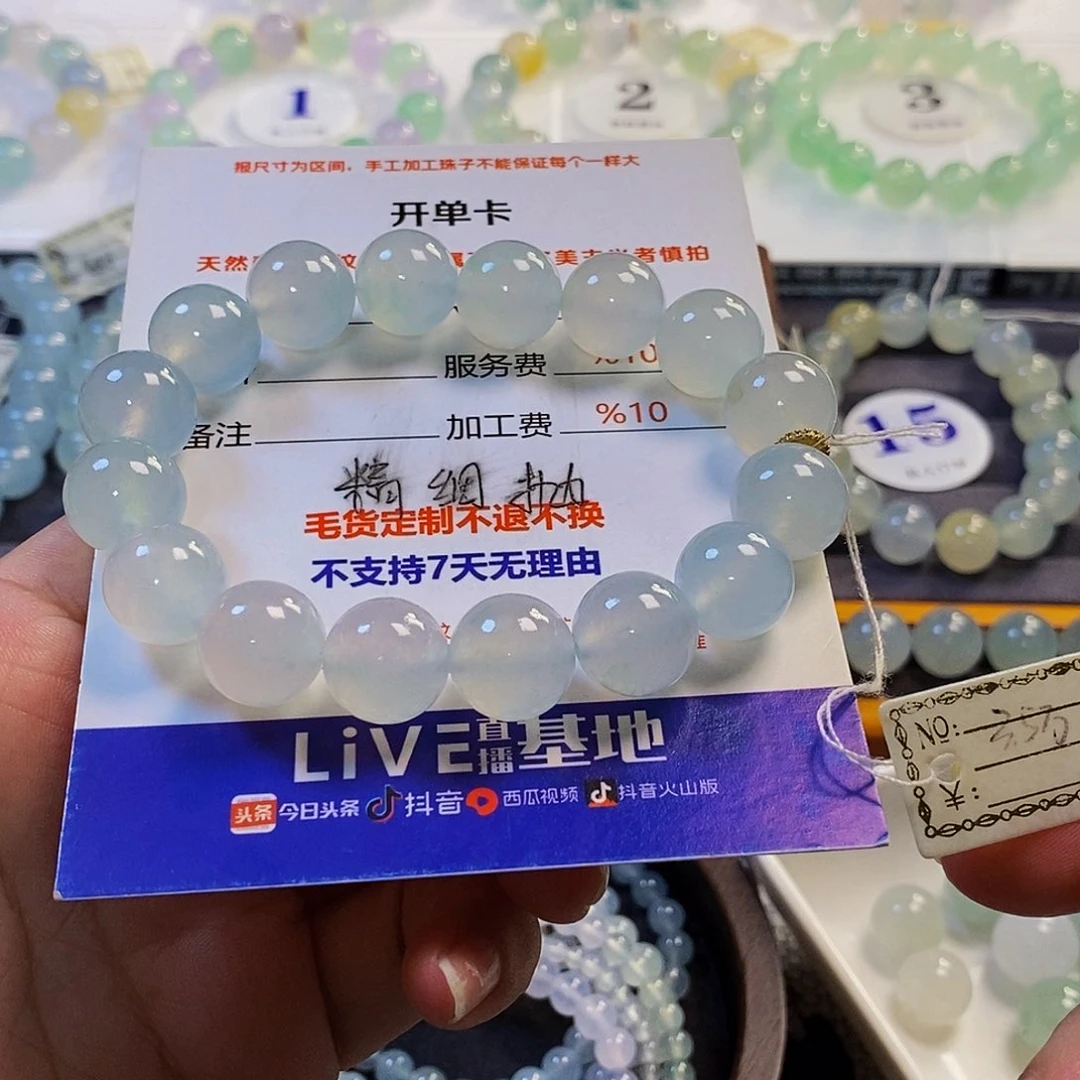 1
2
3
报尺寸为区间，手工加工珠子不能保证每个一样大
开单卡
天然 美 者慎拍
服务费 %10
备注 加工费 %10
精细抛
毛货定制不退不换
不支持7天无理由
15
LiVE直播基地
头条 今日头条 抖音 西瓜视频 抖音火山版
NO: 3.5万